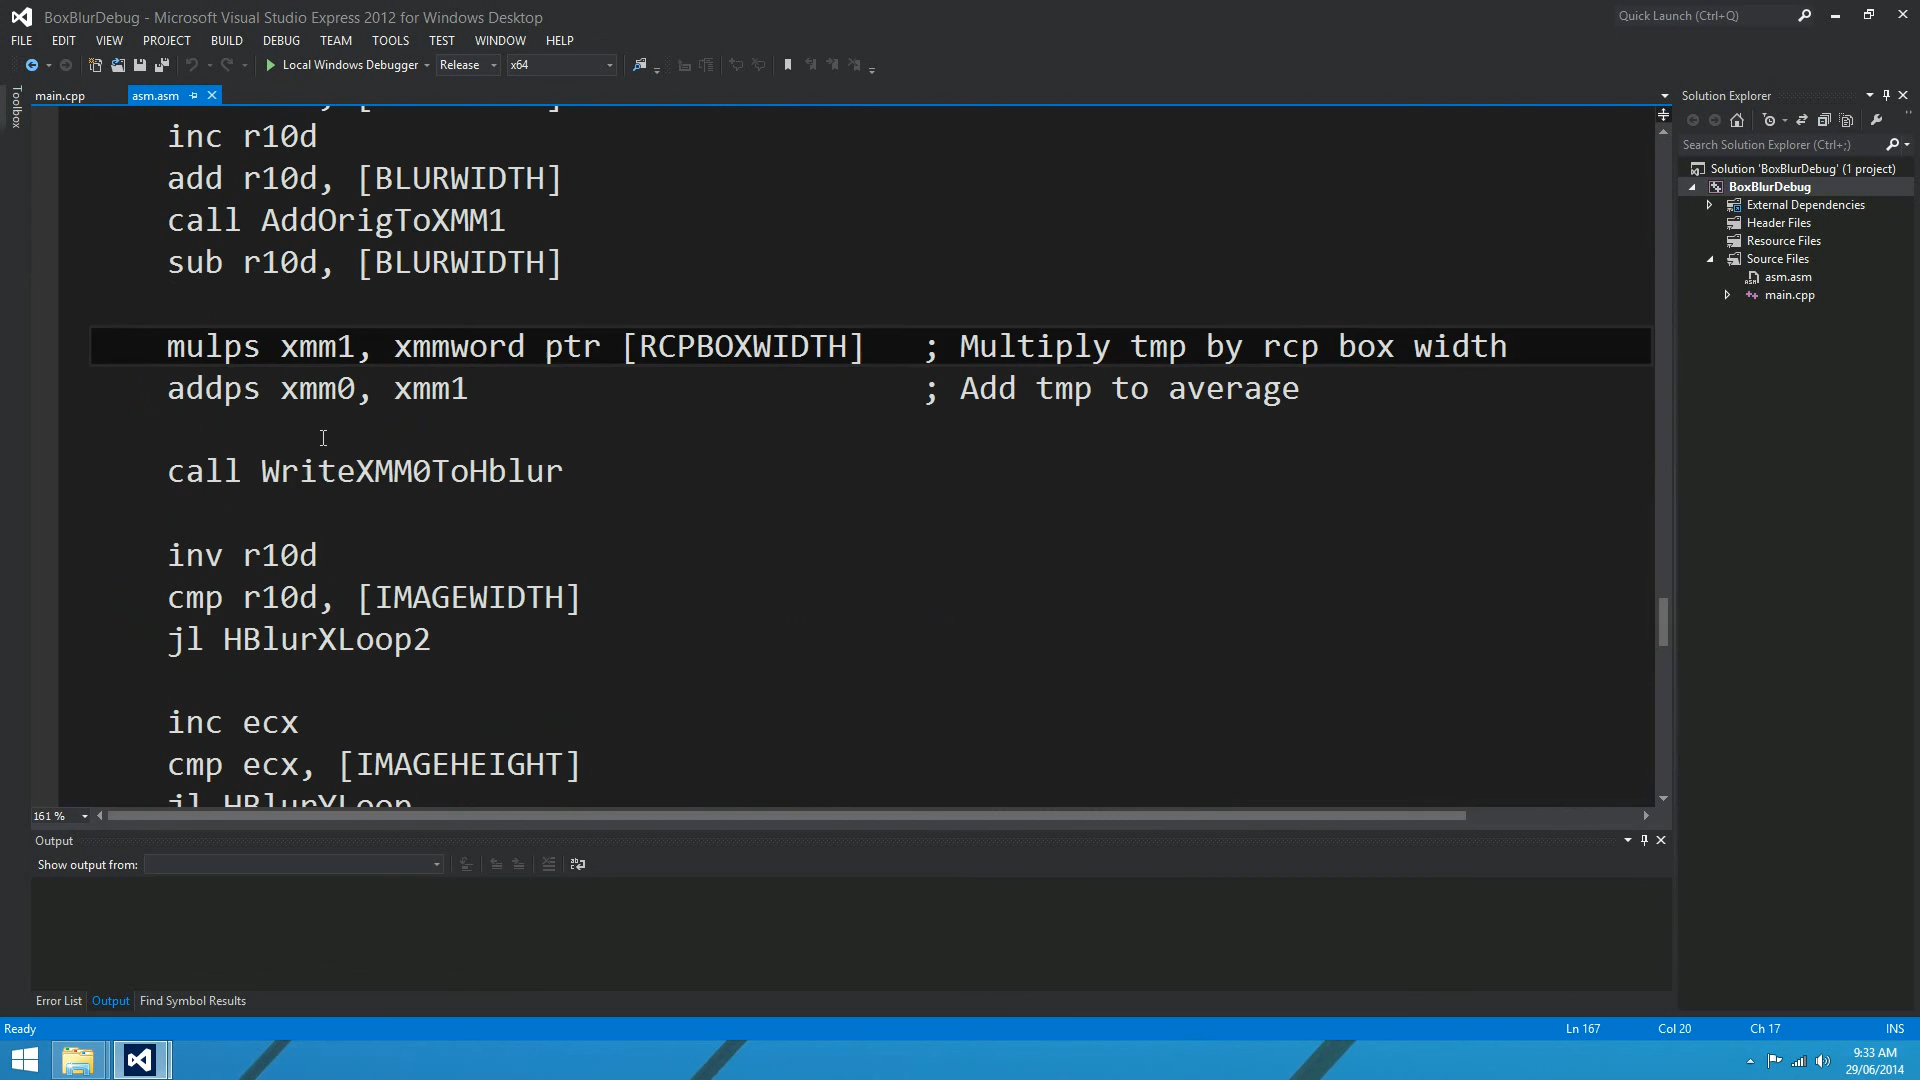 BoxBlurDebug - Microsoft Visual Studio Express 2012 for Windows Desktop
Quick Launch (Ctrl+Q)
FILE EDIT VIEW PROJECT BUILD DEBUG TEAM TOOLS TEST WINDOW HELP
Local Windows Debugger Release x64
Toolbox
main.cpp asm.asm
inc r10d
add r10d, [BLURWIDTH]
call AddOrigToXMM1
sub r10d, [BLURWIDTH]
mulps xmm1, xmmword ptr [RCPBOXWIDTH] ; Multiply tmp by rcp box width
addps xmm0, xmm1 ; Add tmp to average
call WriteXMM0ToHblur
inv r10d
cmp r10d, [IMAGEWIDTH]
jl HBlurXLoop2
inc ecx
cmp ecx, [IMAGEHEIGHT]
jl HBlurYLoop
161 %
Solution Explorer
Search Solution Explorer (Ctrl+;)
Solution 'BoxBlurDebug' (1 project)
BoxBlurDebug
External Dependencies
Header Files
Resource Files
Source Files
asm.asm
main.cpp
Output
Show output from:
Error List Output Find Symbol Results
Ready Ln 167 Col 20 Ch 17 INS
9:33 AM
29/06/2014